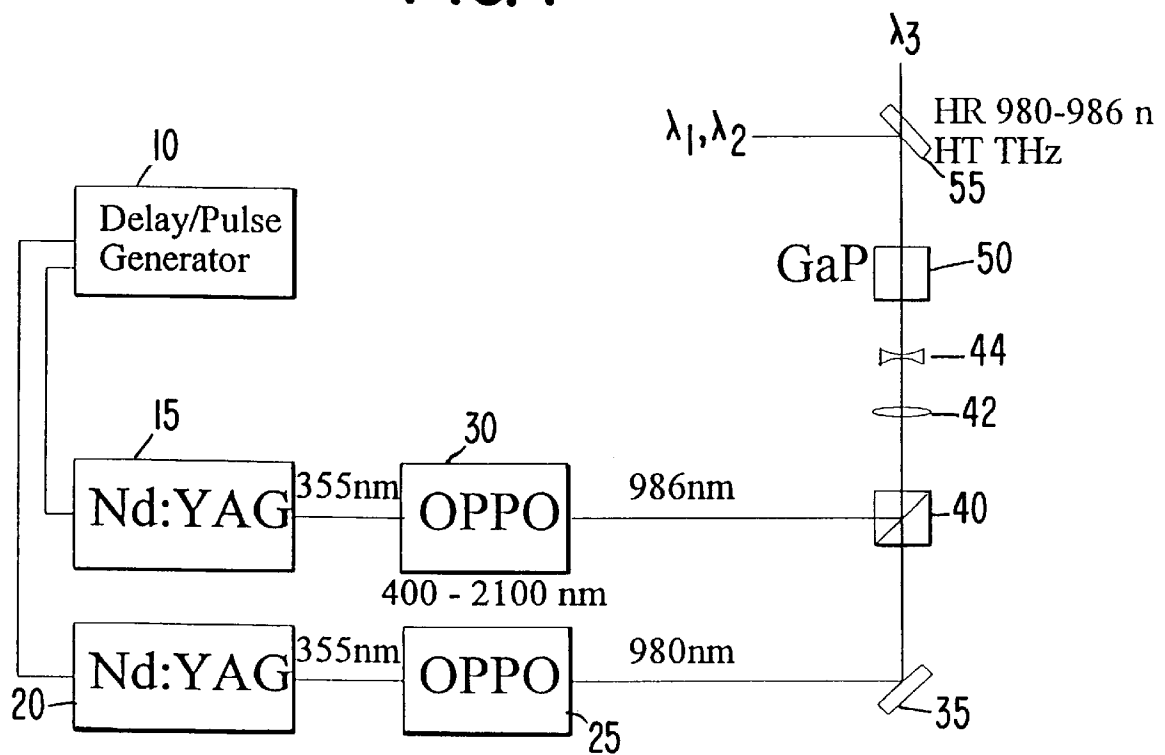 λ3
HR 980-986 n
λ1, λ2
HT THz
55
10
Delay/Pulse
Generator
GaP
50
44
42
15
30
Nd:YAG
355nm
OPPO
986nm
40
400 - 2100 nm
Nd:YAG
355nm
OPPO
980nm
20
25
35